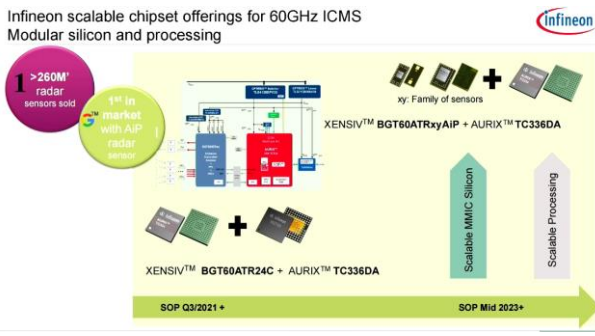 Infineon scalable chipset offerings for 60GHz ICMS
Modular silicon and processing
infineon
1 >260M'
radar
sensors sold
1st in
market
with AiP
radar
sensor
xy: Family of sensors
XENSIV™ BGT60ATRxyAiP + AURIX™ TC336DA
Scalable MMIC Silicon
Scalable Processing
XENSIV™ BGT60ATR24C + AURIX™ TC336DA
SOP Q3/2021 +
SOP Mid 2023+